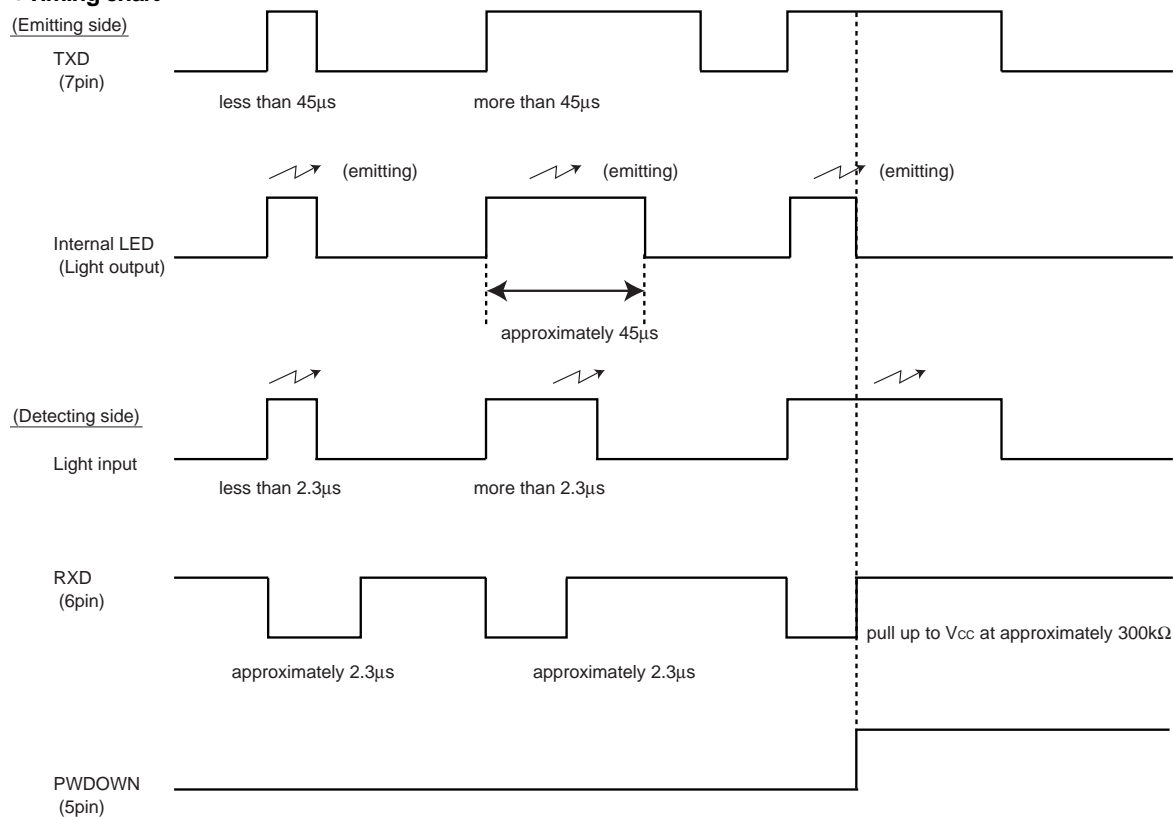 Timing chart
(Emitting side)
TXD
(7pin)
less than 45μs
more than 45μs
(emitting)
(emitting)
(emitting)
Internal LED
(Light output)
approximately 45μs
(Detecting side)
Light input
less than 2.3μs
more than 2.3μs
RXD
(6pin)
pull up to Vcc at approximately 300kΩ
approximately 2.3μs
approximately 2.3μs
PWDOWN
(5pin)